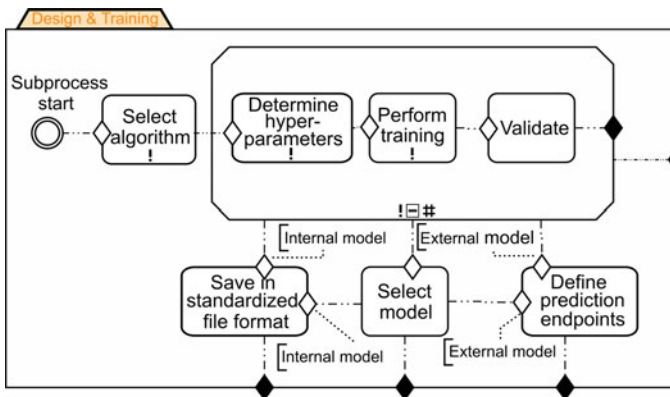 Design & Training
Subprocess
start
Select
algorithm
!
Determine
hyper-
parameters
!
Perform
training
!
Validate
!⊟#
[Internal model
[External model
Save in
standardized
file format
Select
model
Define
prediction
endpoints
[Internal model
[External model